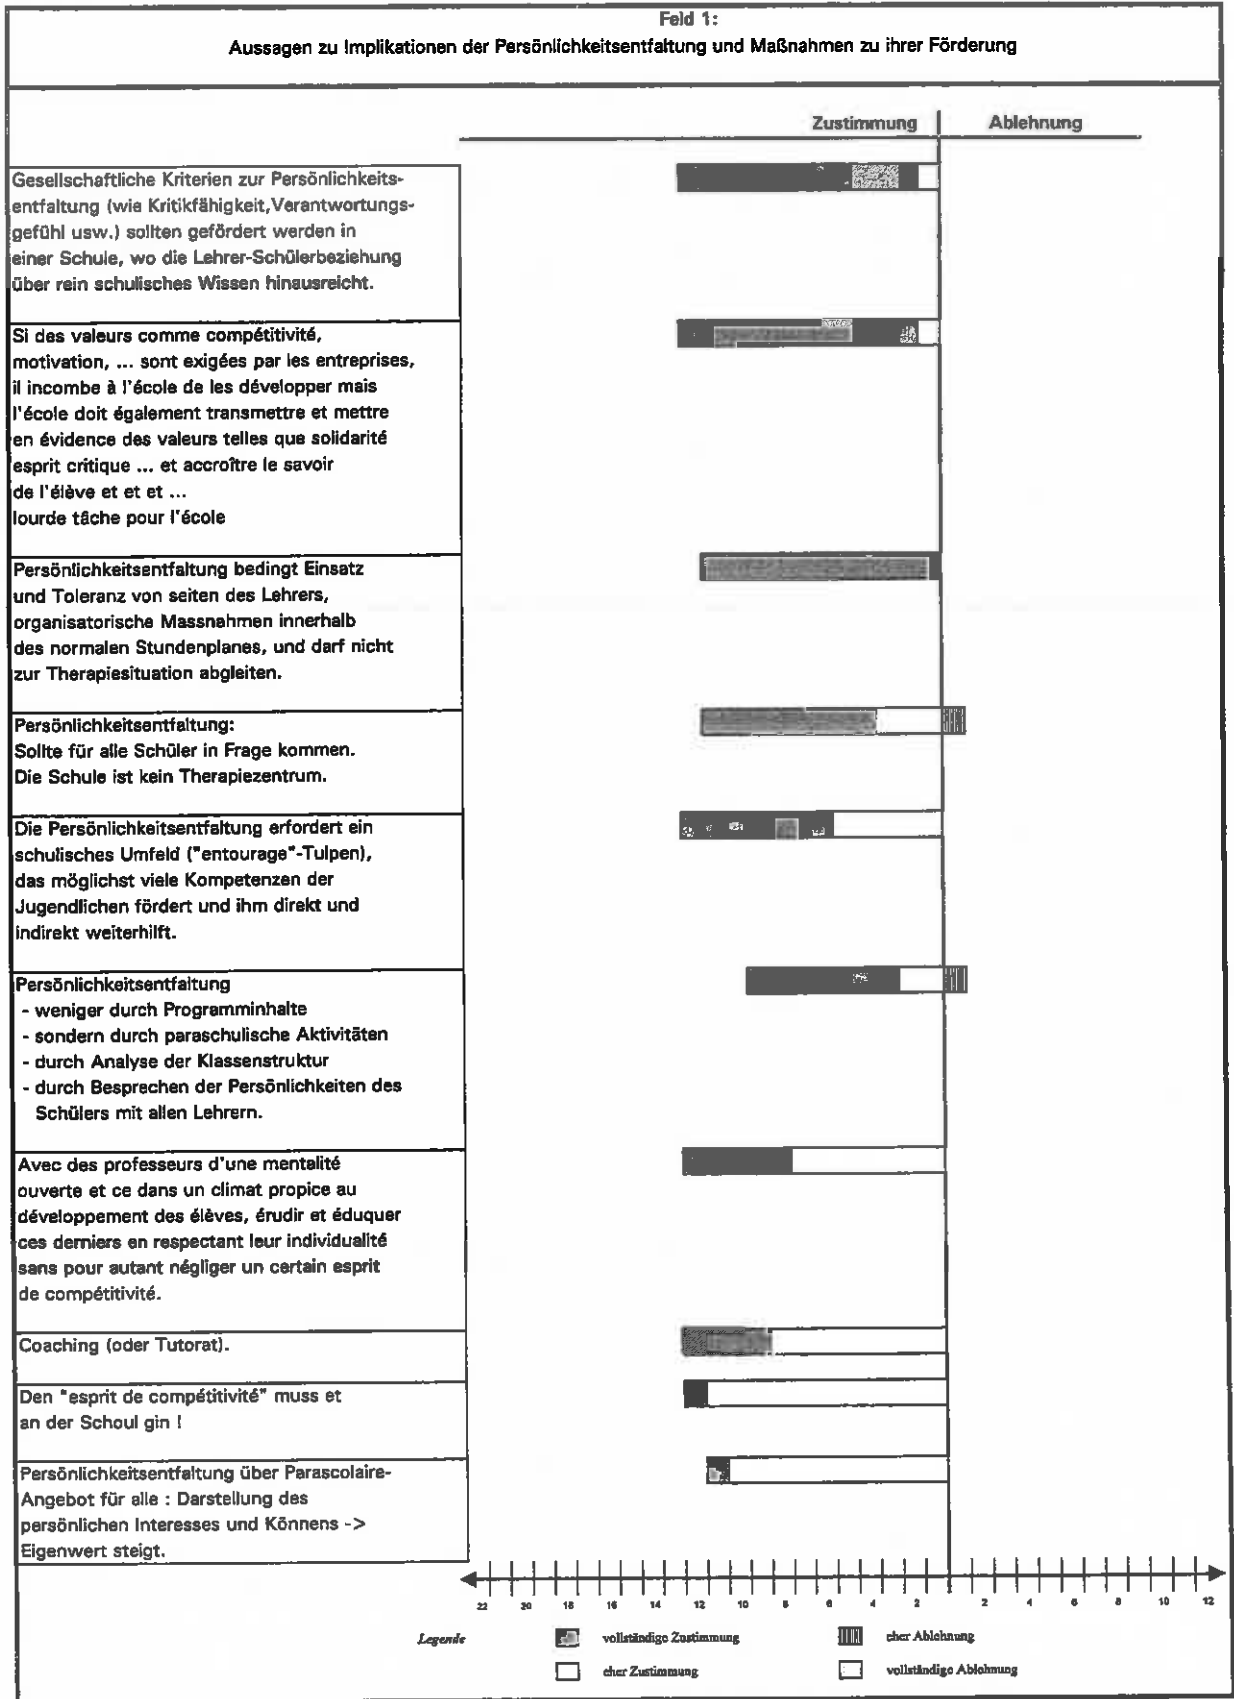 Feld 1:
Aussagen zu Implikationen der Persönlichkeitsentfaltung und Maßnahmen zu ihrer Förderung
Zustimmung Ablehnung
Gesellschaftliche Kriterien zur Persönlichkeits-
entfaltung (wie Kritikfähigkeit,Verantwortungs-
gefühl usw.) sollten gefördert werden in
einer Schule, wo die Lehrer-Schülerbeziehung
über rein schulisches Wissen hinausreicht.
Si des valeurs comme compétitivité,
motivation, ... sont exigées par les entreprises,
il incombe à l'école de les développer mais
l'école doit également transmettre et mettre
en évidence des valeurs telles que solidarité
esprit critique ... et accroître le savoir
de l'élève et et et ...
lourde tâche pour l'école
Persönlichkeitsentfaltung bedingt Einsatz
und Toleranz von seiten des Lehrers,
organisatorische Massnahmen innerhalb
des normalen Stundenplanes, und darf nicht
zur Therapiesituation abgleiten.
Persönlichkeitsentfaltung:
Sollte für alle Schüler in Frage kommen.
Die Schule ist kein Therapiezentrum.
Die Persönlichkeitsentfaltung erfordert ein
schulisches Umfeld ("entourage"-Tulpen),
das möglichst viele Kompetenzen der
Jugendlichen fördert und ihm direkt und
indirekt weiterhilft.
Persönlichkeitsentfaltung
- weniger durch Programminhalte
- sondern durch paraschulische Aktivitäten
- durch Analyse der Klassenstruktur
- durch Besprechen der Persönlichkeiten des
Schülers mit allen Lehrern.
Avec des professeurs d'une mentalité
ouverte et ce dans un climat propice au
développement des élèves, érudir et éduquer
ces derniers en respectant leur individualité
sans pour autant négliger un certain esprit
de compétitivité.
Coaching (oder Tutorat).
Den "esprit de compétitivité" muss et
an der Schoul gin !
Persönlichkeitsentfaltung über Parascolaire-
Angebot für alle : Darstellung des
persönlichen Interesses und Könnens ->
Eigenwert steigt.
22 20 18 16 14 12 10 8 6 4 2 2 4 6 8 10 12
Legende vollständige Zustimmung eher Ablehnung
eher Zustimmung vollständige Ablehnung